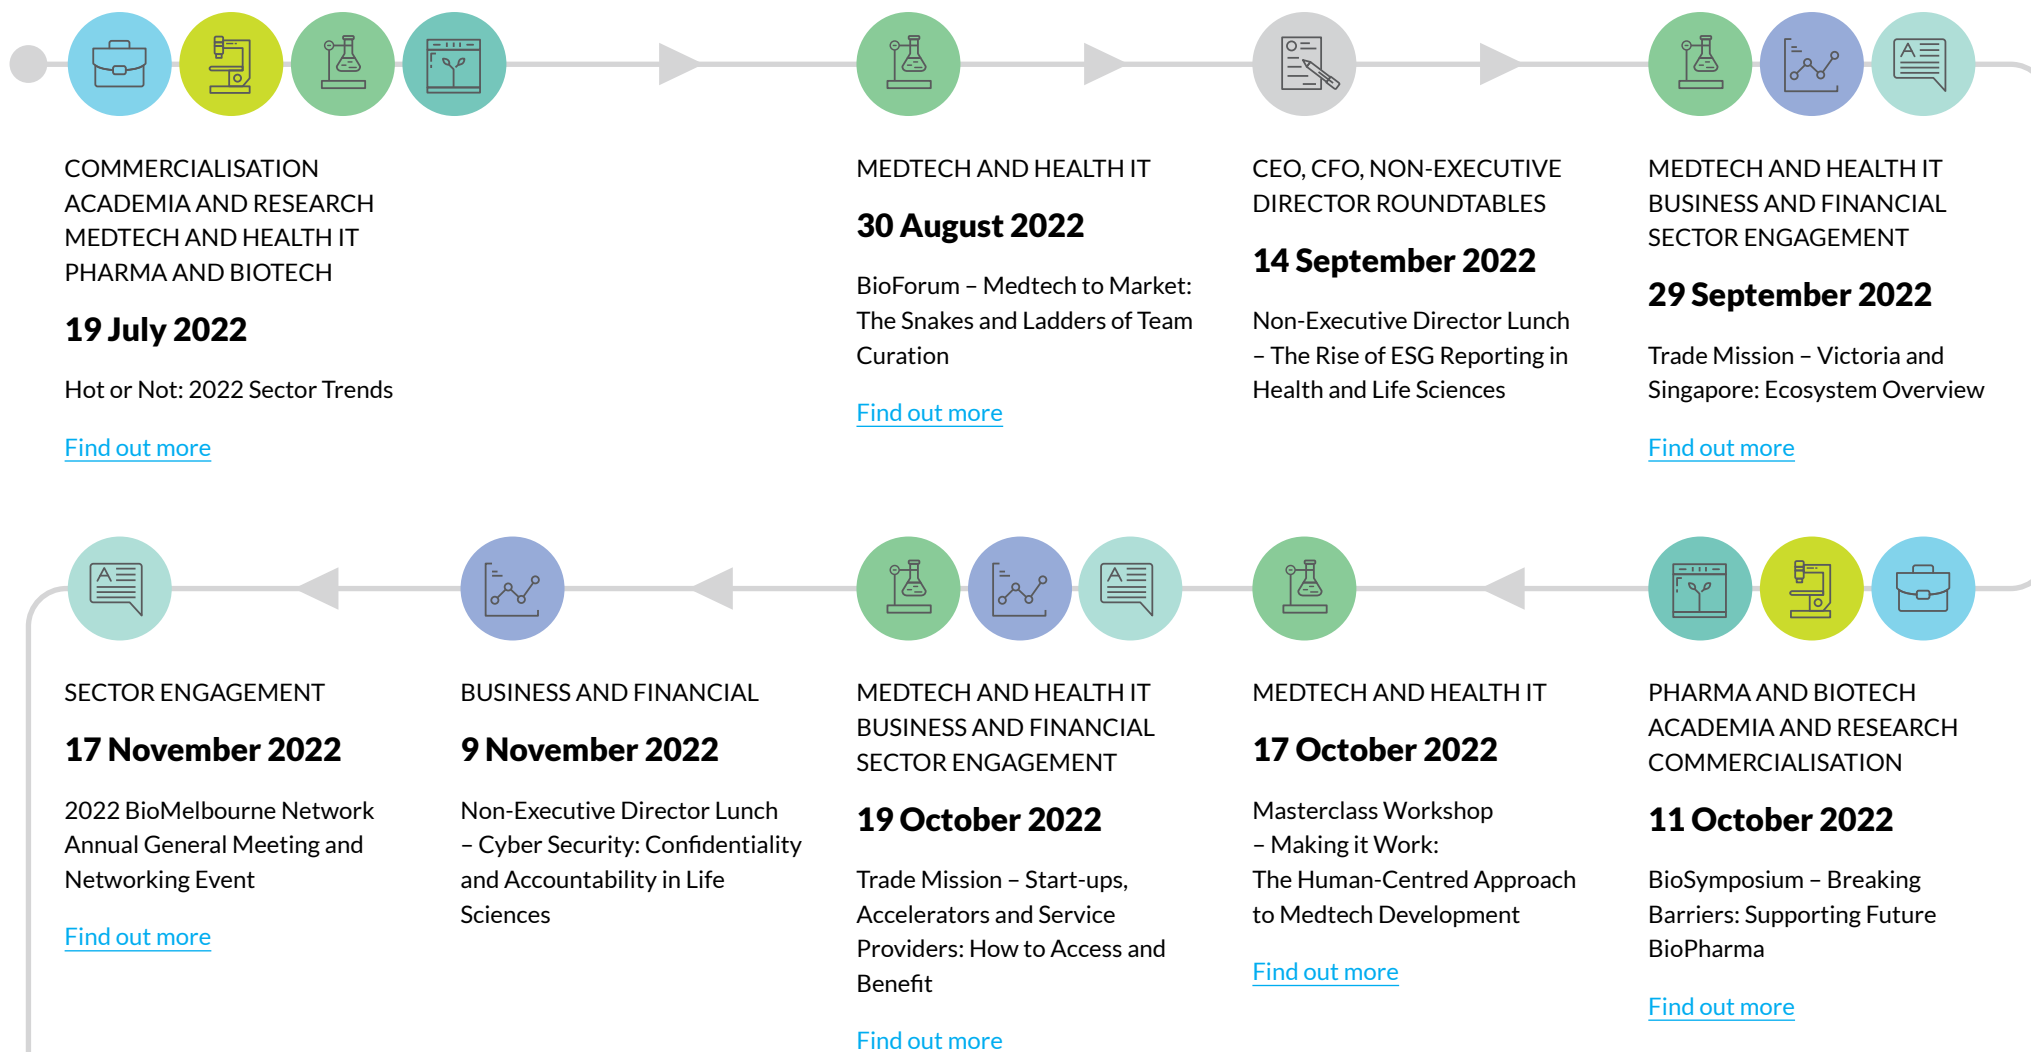 COMMERCIALISATION
ACADEMIA AND RESEARCH
MEDTECH AND HEALTH IT
PHARMA AND BIOTECH
19 July 2022
Hot or Not: 2022 Sector Trends
Find out more
MEDTECH AND HEALTH IT
30 August 2022
BioForum – Medtech to Market:
The Snakes and Ladders of Team
Curation
Find out more
CEO, CFO, NON-EXECUTIVE
DIRECTOR ROUNDTABLES
14 September 2022
Non-Executive Director Lunch
– The Rise of ESG Reporting in
Health and Life Sciences
MEDTECH AND HEALTH IT
BUSINESS AND FINANCIAL
SECTOR ENGAGEMENT
29 September 2022
Trade Mission – Victoria and
Singapore: Ecosystem Overview
Find out more
PHARMA AND BIOTECH
ACADEMIA AND RESEARCH
COMMERCIALISATION
11 October 2022
BioSymposium – Breaking
Barriers: Supporting Future
BioPharma
Find out more
MEDTECH AND HEALTH IT
17 October 2022
Masterclass Workshop
– Making it Work:
The Human-Centred Approach
to Medtech Development
Find out more
MEDTECH AND HEALTH IT
BUSINESS AND FINANCIAL
SECTOR ENGAGEMENT
19 October 2022
Trade Mission – Start-ups,
Accelerators and Service
Providers: How to Access and
Benefit
Find out more
BUSINESS AND FINANCIAL
9 November 2022
Non-Executive Director Lunch
– Cyber Security: Confidentiality
and Accountability in Life
Sciences
SECTOR ENGAGEMENT
17 November 2022
2022 BioMelbourne Network
Annual General Meeting and
Networking Event
Find out more